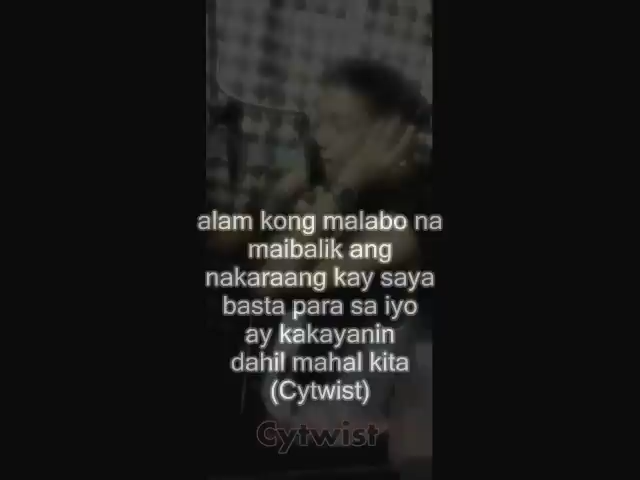 alam kong malabo na
maibalik ang
nakaraang kay saya
basta para sa iyo
ay kakayanin
dahil mahal kita
(Cytwist)
Cytwist